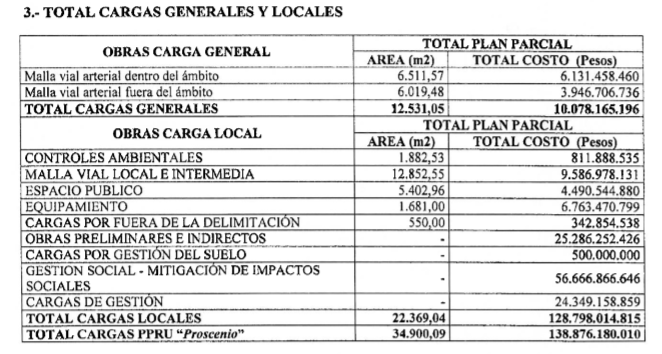 3.- TOTAL CARGAS GENERALES Y LOCALES
OBRAS CARGA GENERAL TOTAL PLAN PARCIAL
AREA (m2) TOTAL COSTO (Pesos)
Malla vial arterial dentro del ámbito 6.511,57 6.131.458.460
Malla vial arterial fuera del ámbito 6.019,48 3.946.706.736
TOTAL CARGAS GENERALES 12.531,05 10.078.165.196
OBRAS CARGA LOCAL TOTAL PLAN PARCIAL
AREA (m2) TOTAL COSTO (Pesos)
CONTROLES AMBIENTALES 1.882,53 811.888.535
MALLA VIAL LOCAL E INTERMEDIA 12.852,55 9.586.978.131
ESPACIO PUBLICO 5.402,96 4.490.544.880
EQUIPAMIENTO 1.681,00 6.763.470.799
CARGAS POR FUERA DE LA DELIMITACIÓN 550,00 342.854.538
OBRAS PRELIMINARES E INDIRECTOS - 25.286.252.426
CARGAS POR GESTIÓN DEL SUELO - 500.000.000
GESTION SOCIAL - MITIGACIÓN DE IMPACTOS
SOCIALES - 56.666.866.646
CARGAS DE GESTIÓN - 24.349.158.859
TOTAL CARGAS LOCALES 22.369,04 128.798.014.815
TOTAL CARGAS PPRU "Proscenio" 34.900,09 138.876.180.010